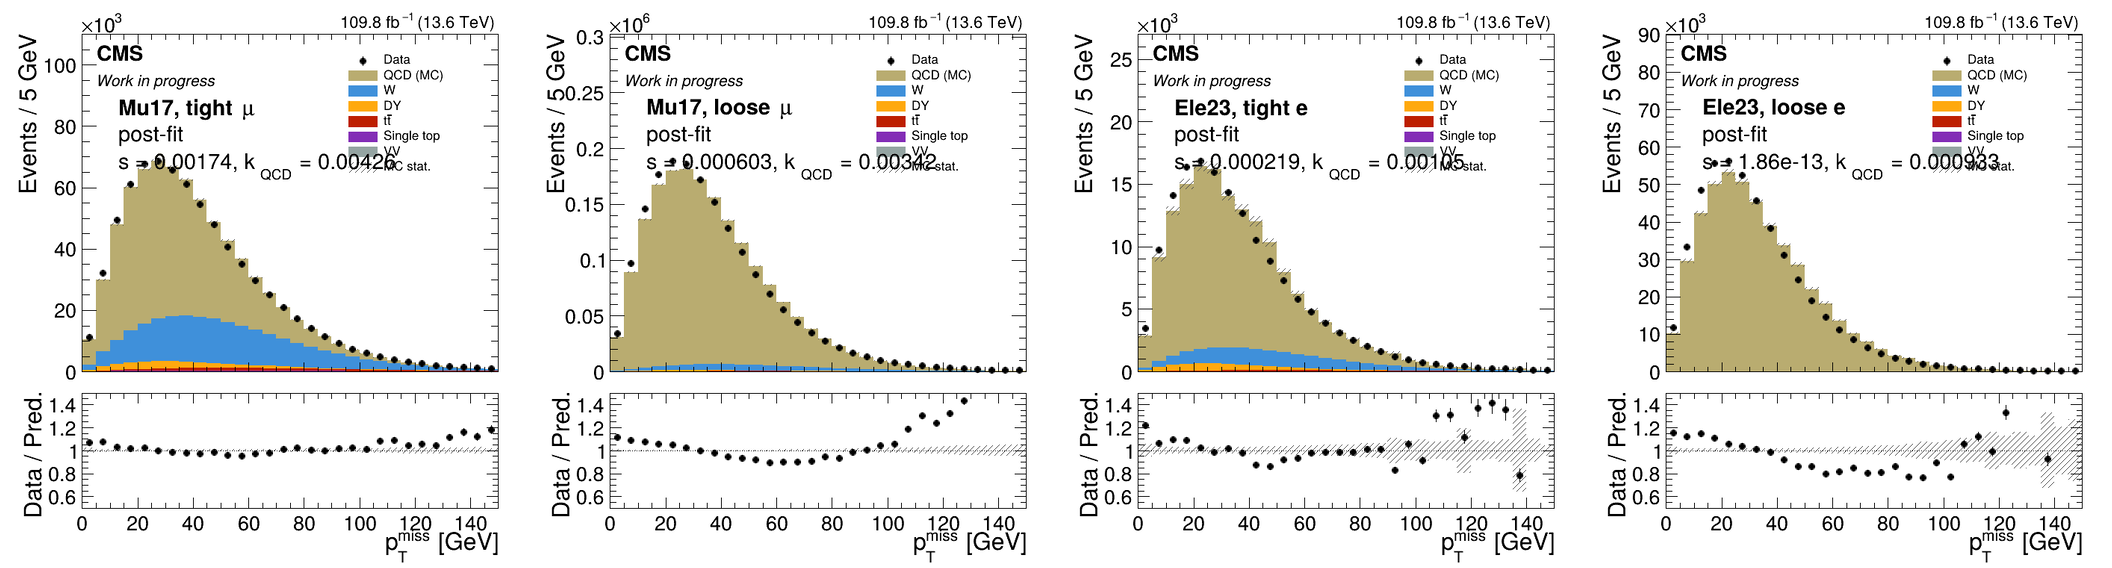 ×10³
109.8 fb⁻¹ (13.6 TeV)
Events / 5 GeV
CMS
Work in progress
Mu17, tight μ
post-fit
s = 0.00174, k QCD = 0.00426
Data
QCD (MC)
W
DY
tt̄
Single top
VV
MC stat.
100
80
60
40
20
0
Data / Pred.
1.4
1.2
1
0.8
0.6
0 20 40 60 80 100 120 140
p_T^miss [GeV]
×10⁶
109.8 fb⁻¹ (13.6 TeV)
Events / 5 GeV
CMS
Work in progress
Mu17, loose μ
post-fit
s = 0.000603, k QCD = 0.00342
Data
QCD (MC)
W
DY
tt̄
Single top
VV
MC stat.
0.3
0.25
0.2
0.15
0.1
0.05
0
Data / Pred.
1.4
1.2
1
0.8
0.6
0 20 40 60 80 100 120 140
p_T^miss [GeV]
×10³
109.8 fb⁻¹ (13.6 TeV)
Events / 5 GeV
CMS
Work in progress
Ele23, tight e
post-fit
s = 0.000219, k QCD = 0.00105
Data
QCD (MC)
W
DY
tt̄
Single top
VV
MC stat.
25
20
15
10
5
0
Data / Pred.
1.4
1.2
1
0.8
0.6
0 20 40 60 80 100 120 140
p_T^miss [GeV]
×10³
109.8 fb⁻¹ (13.6 TeV)
Events / 5 GeV
CMS
Work in progress
Ele23, loose e
post-fit
s = 1.86e-13, k QCD = 0.000933
Data
QCD (MC)
W
DY
tt̄
Single top
VV
MC stat.
90
80
70
60
50
40
30
20
10
0
Data / Pred.
1.4
1.2
1
0.8
0.6
0 20 40 60 80 100 120 140
p_T^miss [GeV]